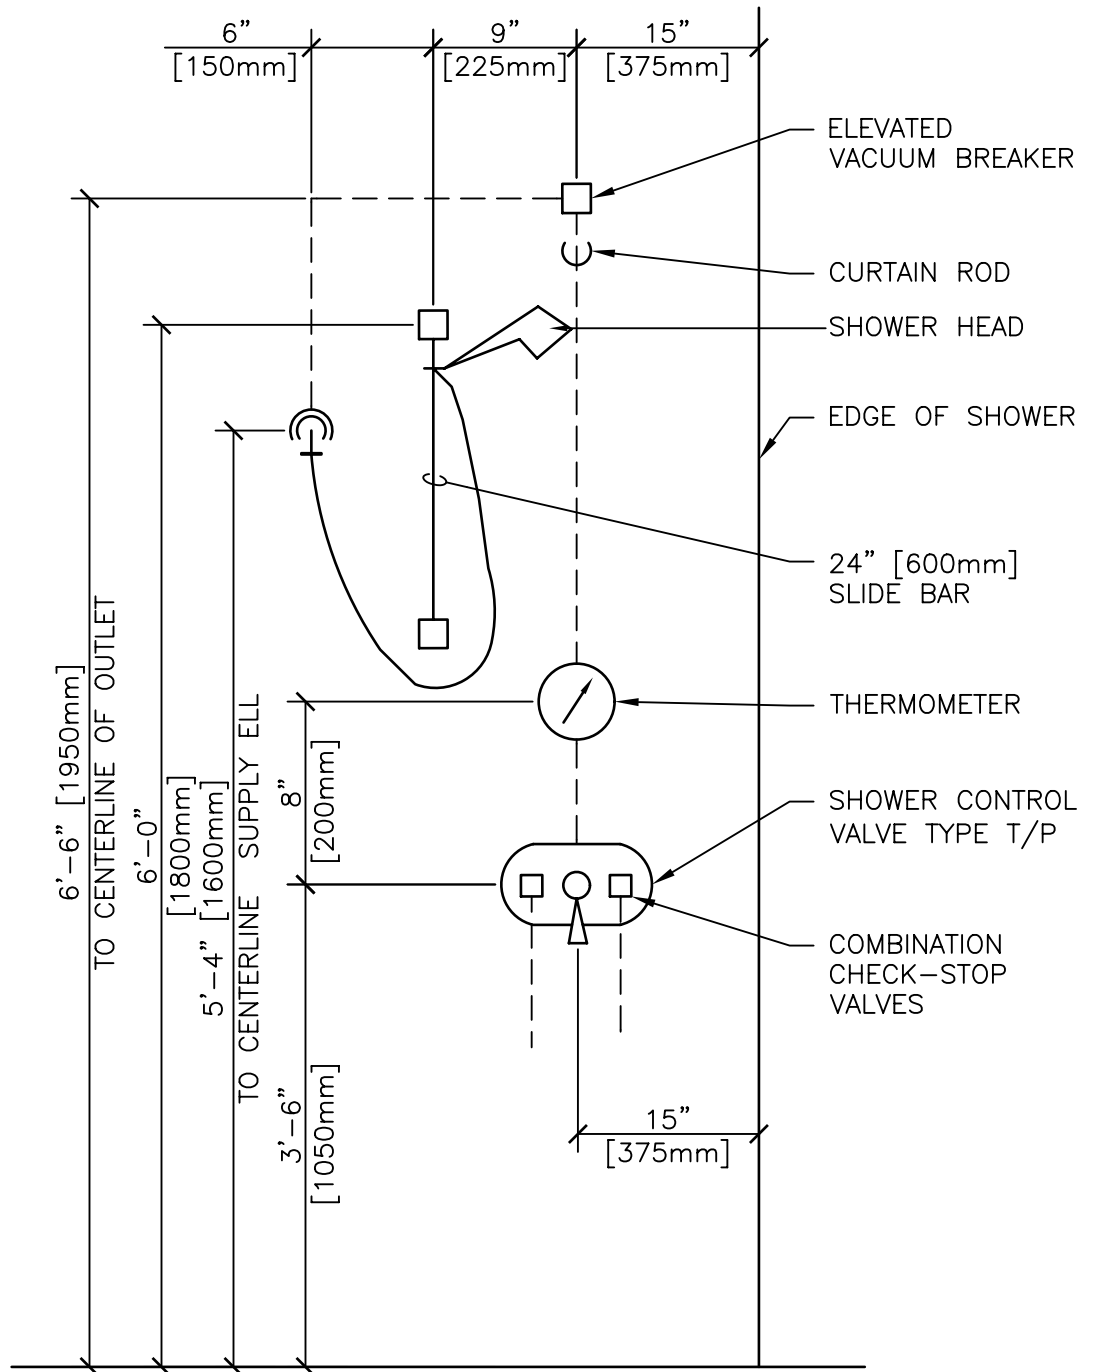 6" 9" 15"
[150mm] [225mm] [375mm]
ELEVATED
VACUUM BREAKER
CURTAIN ROD
SHOWER HEAD
EDGE OF SHOWER
24" [600mm]
SLIDE BAR
THERMOMETER
SHOWER CONTROL
VALVE TYPE T/P
COMBINATION
CHECK-STOP
VALVES
6'-6" [1950mm]
TO CENTERLINE OF OUTLET
6'-0"
[1800mm]
5'-4" [1600mm]
TO CENTERLINE SUPPLY ELL
8"
[200mm]
3'-6"
[1050mm]
15"
[375mm]